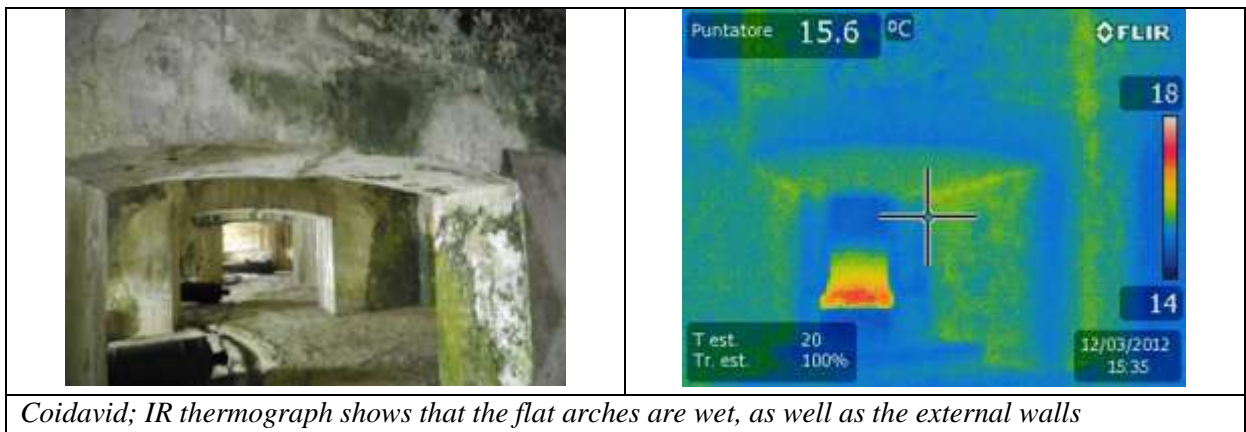 Puntatore 15.6 °C
FLIR
18
14
T est. 20
Tr. est. 100%
12/03/2012
15:35
Coidavid; IR thermograph shows that the flat arches are wet, as well as the external walls